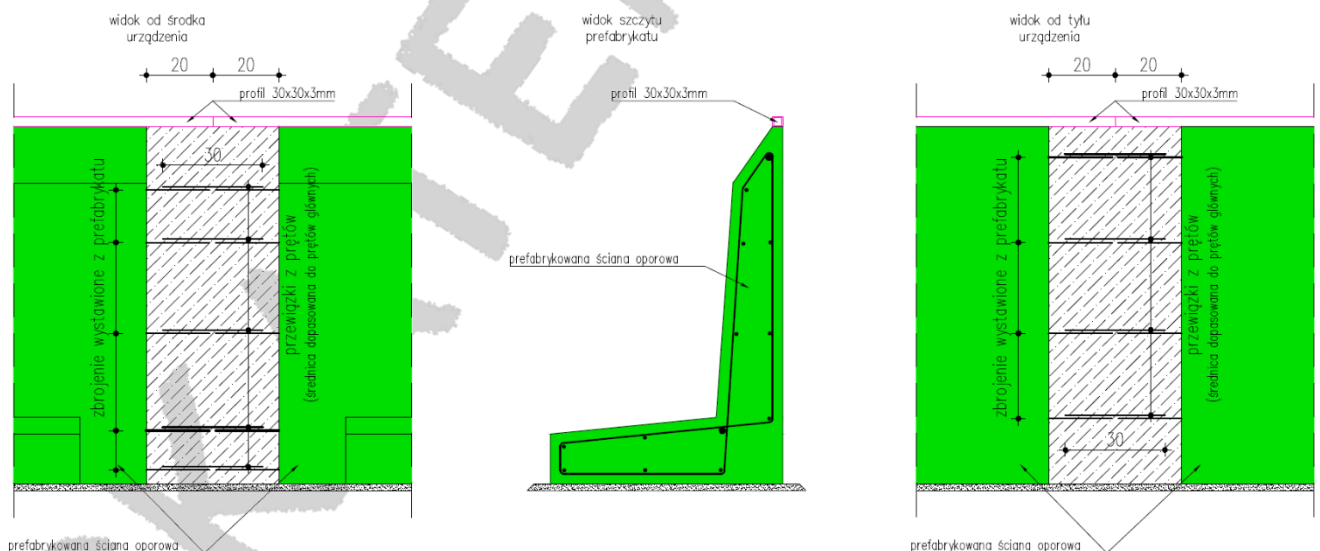 widok od środka
urządzenia
20 20
profil 30x30x3mm
30
zbrojenie wystawione z prefabrykatu
przewiązki z prętów
(średnica dopasowana do prętów głównych)
prefabrykowana ściana oporowa
widok szczytu
prefabrykatu
profil 30x30x3mm
prefabrykowana ściana oporowa
widok od tyłu
urządzenia
20 20
profil 30x30x3mm
zbrojenie wystawione z prefabrykatu
przewiązki z prętów
(średnica dopasowana do prętów głównych)
30
prefabrykowana ściana oporowa